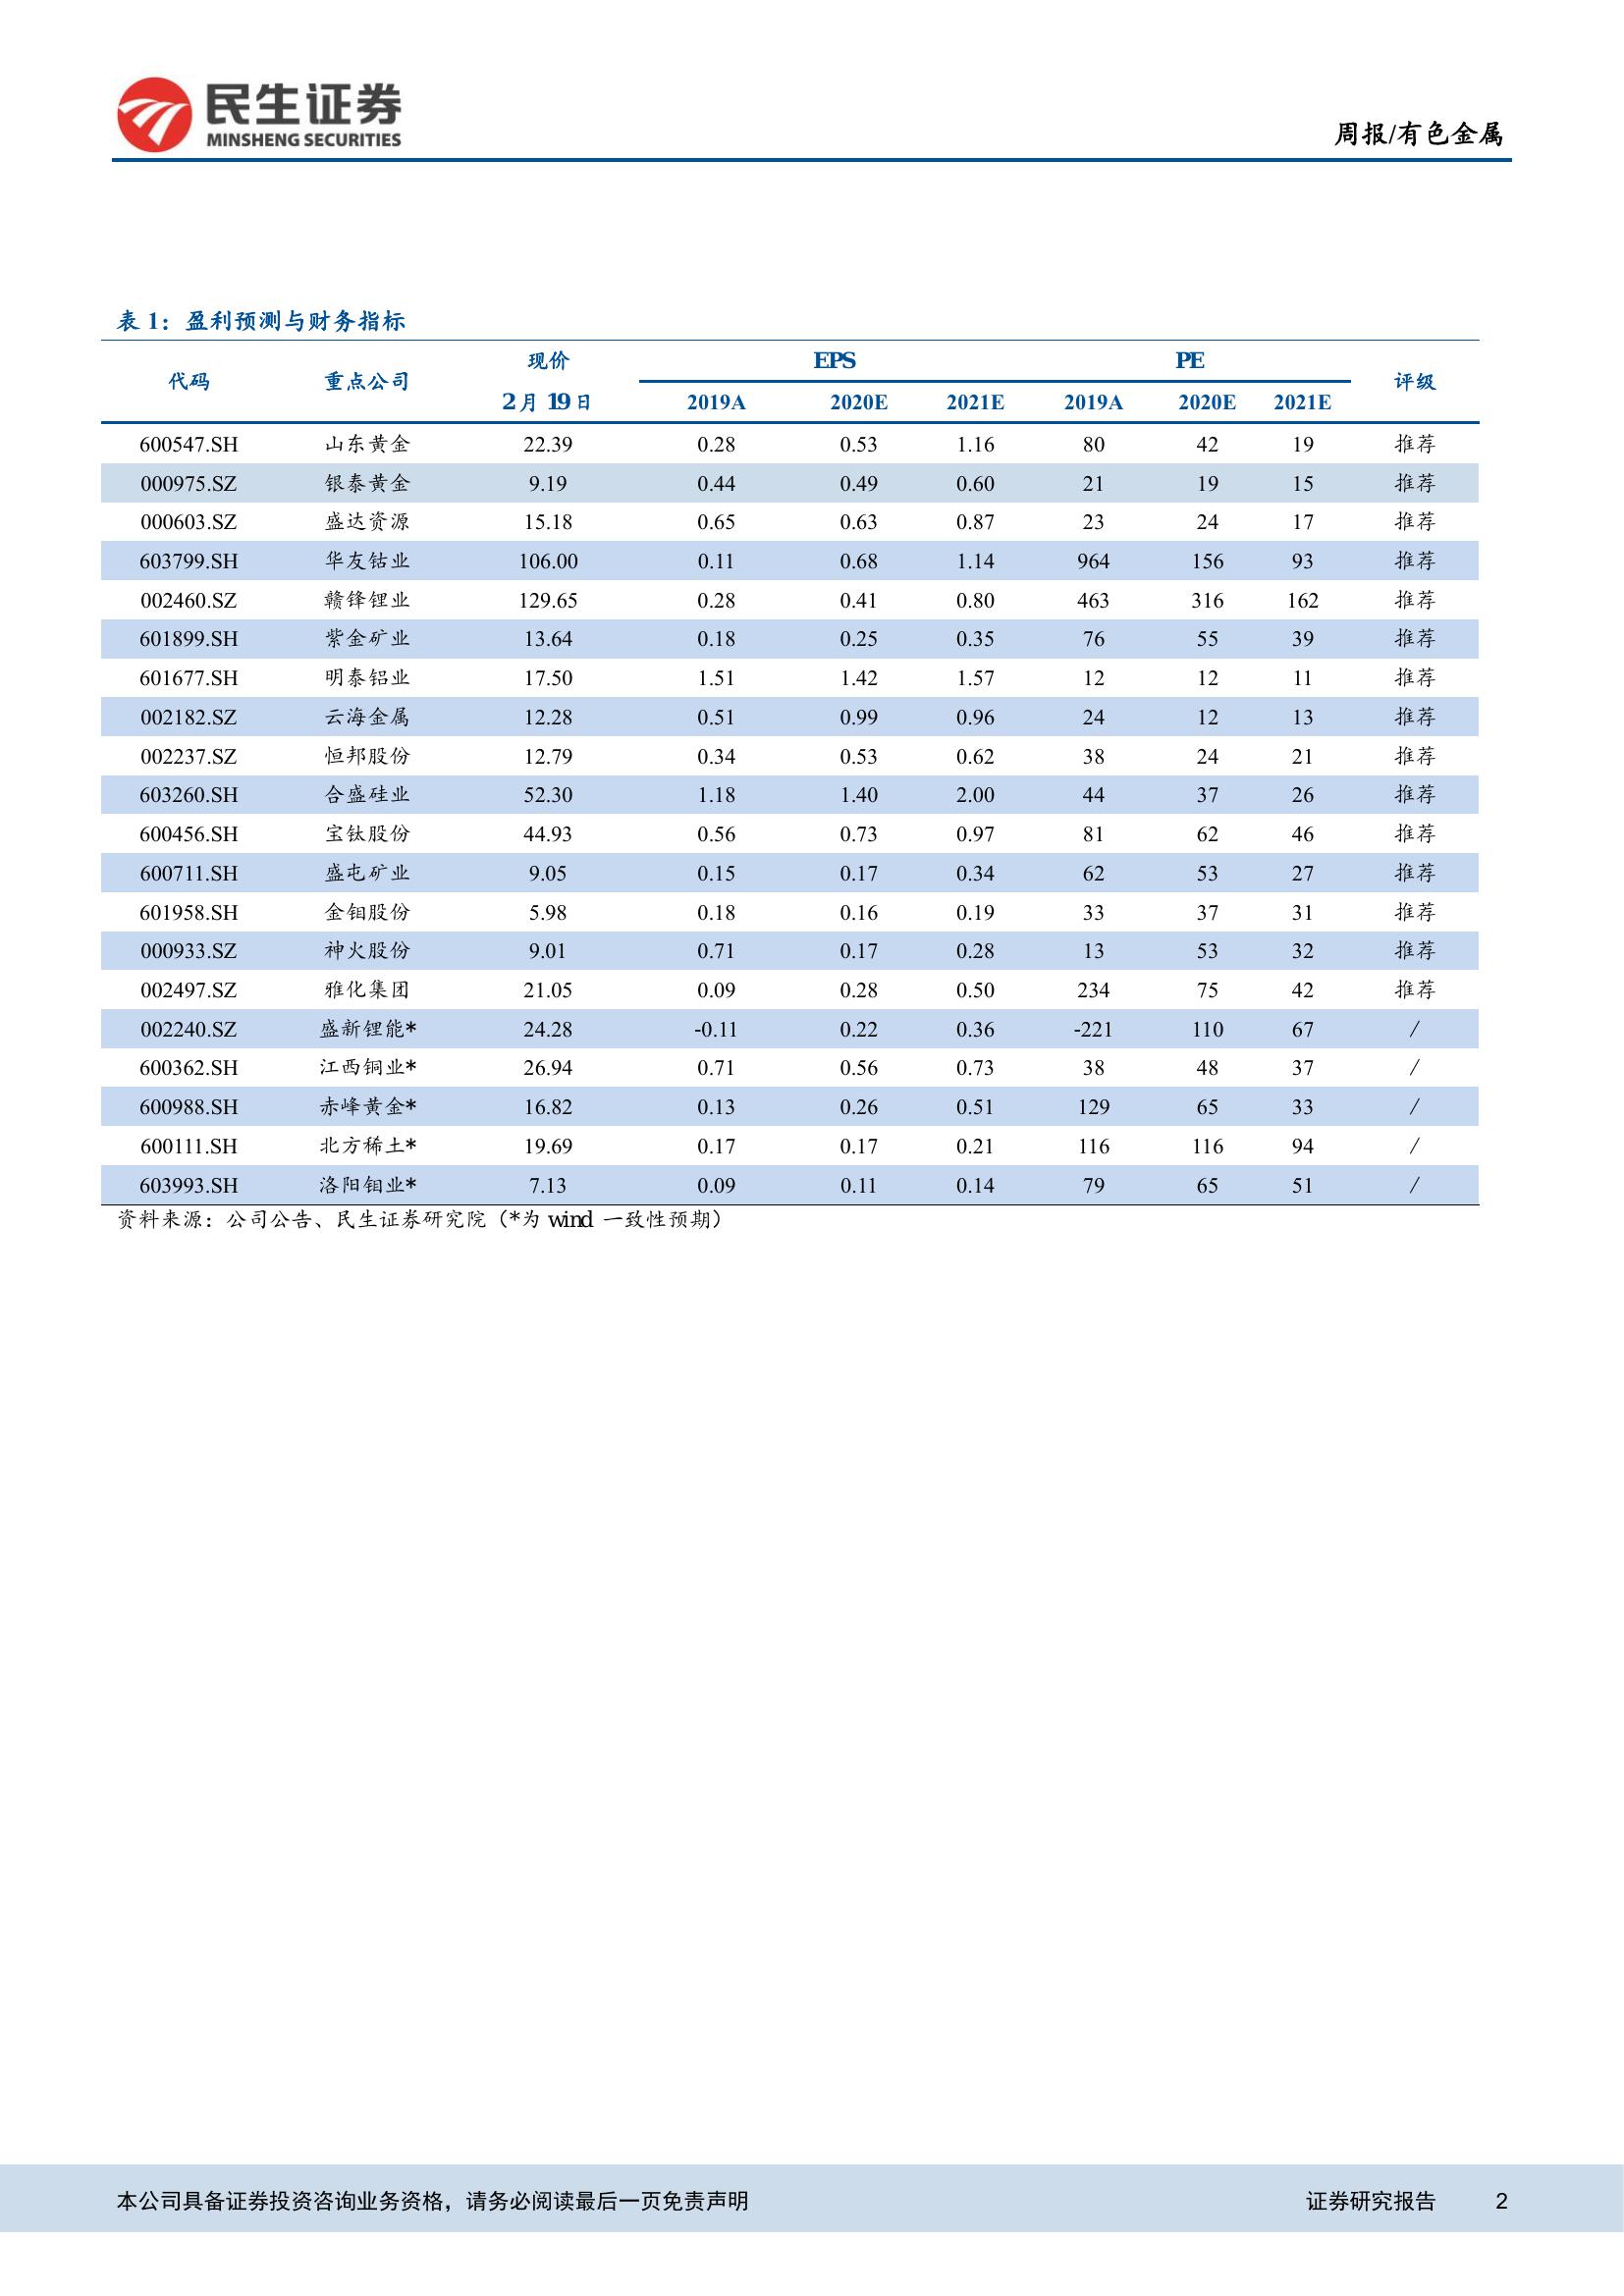 民生证券
MINSHENG SECURITIES
周报/有色金属
表 1：盈利预测与财务指标
代码 重点公司 现价 EPS PE 评级
2 月 19 日 2019A 2020E 2021E 2019A 2020E 2021E
600547.SH 山东黄金 22.39 0.28 0.53 1.16 80 42 19 推荐
000975.SZ 银泰黄金 9.19 0.44 0.49 0.60 21 19 15 推荐
000603.SZ 盛达资源 15.18 0.65 0.63 0.87 23 24 17 推荐
603799.SH 华友钴业 106.00 0.11 0.68 1.14 964 156 93 推荐
002460.SZ 赣锋锂业 129.65 0.28 0.41 0.80 463 316 162 推荐
601899.SH 紫金矿业 13.64 0.18 0.25 0.35 76 55 39 推荐
601677.SH 明泰铝业 17.50 1.51 1.42 1.57 12 12 11 推荐
002182.SZ 云海金属 12.28 0.51 0.99 0.96 24 12 13 推荐
002237.SZ 恒邦股份 12.79 0.34 0.53 0.62 38 24 21 推荐
603260.SH 合盛硅业 52.30 1.18 1.40 2.00 44 37 26 推荐
600456.SH 宝钛股份 44.93 0.56 0.73 0.97 81 62 46 推荐
600711.SH 盛屯矿业 9.05 0.15 0.17 0.34 62 53 27 推荐
601958.SH 金钼股份 5.98 0.18 0.16 0.19 33 37 31 推荐
000933.SZ 神火股份 9.01 0.71 0.17 0.28 13 53 32 推荐
002497.SZ 雅化集团 21.05 0.09 0.28 0.50 234 75 42 推荐
002240.SZ 盛新锂能* 24.28 -0.11 0.22 0.36 -221 110 67 /
600362.SH 江西铜业* 26.94 0.71 0.56 0.73 38 48 37 /
600988.SH 赤峰黄金* 16.82 0.13 0.26 0.51 129 65 33 /
600111.SH 北方稀土* 19.69 0.17 0.17 0.21 116 116 94 /
603993.SH 洛阳钼业* 7.13 0.09 0.11 0.14 79 65 51 /
资料来源：公司公告、民生证券研究院（*为 wind 一致性预期）
本公司具备证券投资咨询业务资格，请务必阅读最后一页免责声明 证券研究报告 2